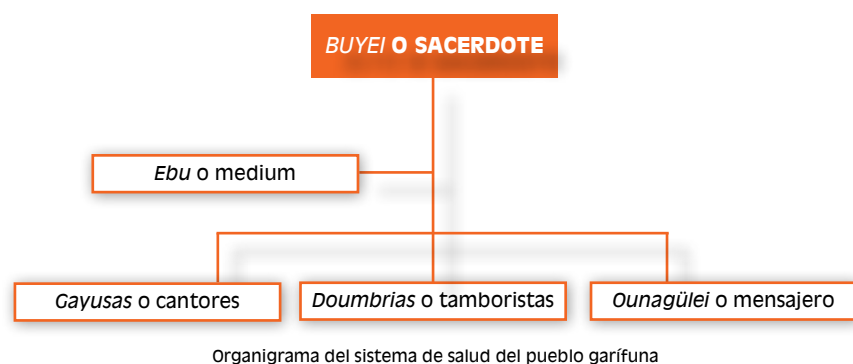 BUYEI O SACERDOTE
Ebu o medium
Gayusas o cantores
Doumbrias o tamboristas
Ounagülei o mensajero
Organigrama del sistema de salud del pueblo garífuna